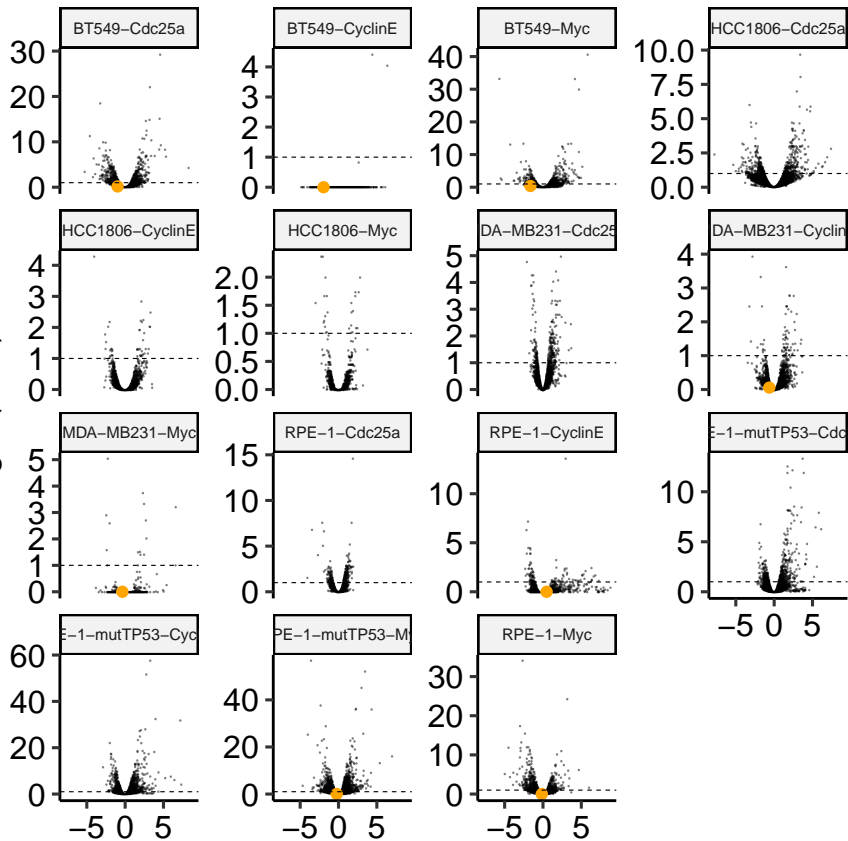 BT549−Cdc25a BT549−CyclinE BT549−Myc HCC1806−Cdc25a
30 20 10 0
4 3 2 1 0
40 30 20 10 0
10.0 7.5 5.0 2.5 0.0
HCC1806−CyclinE HCC1806−Myc DA−MB231−Cdc25 DA−MB231−Cyclin
4 3 2 1 0
2.0 1.5 1.0 0.5 0.0
5 4 3 2 1 0
4 3 2 1 0
MDA−MB231−Myc RPE−1−Cdc25a RPE−1−CyclinE E−1−mutTP53−Cdc
5 4 3 2 1 0
15 10 5 0
10 5 0
10 5 0
−5 0 5
E−1−mutTP53−Cyc PE−1−mutTP53−My RPE−1−Myc
60 40 20 0
40 20 0
30 20 10 0
−5 0 5 −5 0 5 −5 0 5